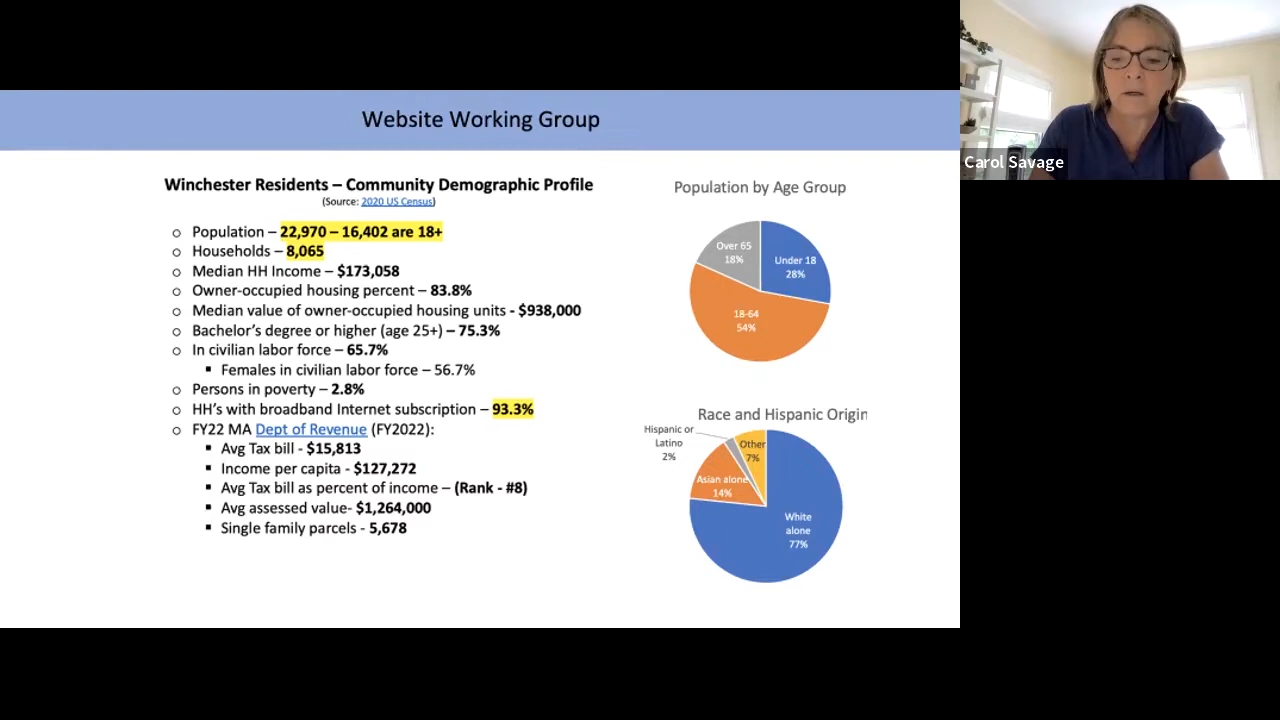 Website Working Group
Winchester Residents – Community Demographic Profile
(Source: 2020 US Census)
o Population – 22,970 – 16,402 are 18+
o Households – 8,065
o Median HH Income – $173,058
o Owner-occupied housing percent – 83.8%
o Median value of owner-occupied housing units - $938,000
o Bachelor's degree or higher (age 25+) – 75.3%
o In civilian labor force – 65.7%
▪ Females in civilian labor force – 56.7%
o Persons in poverty – 2.8%
o HH's with broadband Internet subscription – 93.3%
o FY22 MA Dept of Revenue (FY2022):
▪ Avg Tax bill - $15,813
▪ Income per capita - $127,272
▪ Avg Tax bill as percent of income – (Rank - #8)
▪ Avg assessed value- $1,264,000
▪ Single family parcels - 5,678
Population by Age Group
Over 65
18%
Under 18
28%
18-64
54%
Race and Hispanic Origin
Hispanic or
Latino
2%
Other
7%
Asian alone
14%
White
alone
77%
Carol Savage